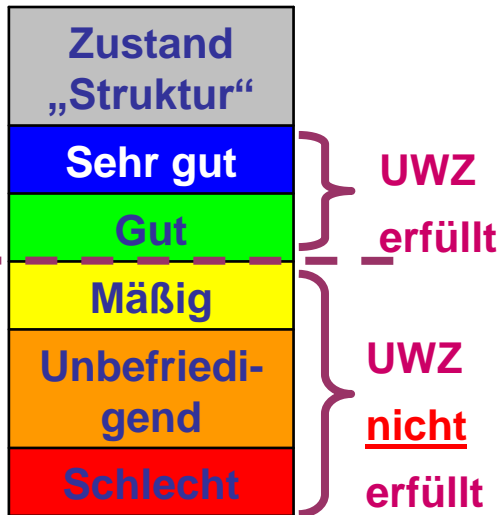 Zustand
„Struktur“
Sehr gut
Gut
Mäßig
Unbefriedi-
gend
Schlecht
UWZ
erfüllt
UWZ
nicht
erfüllt